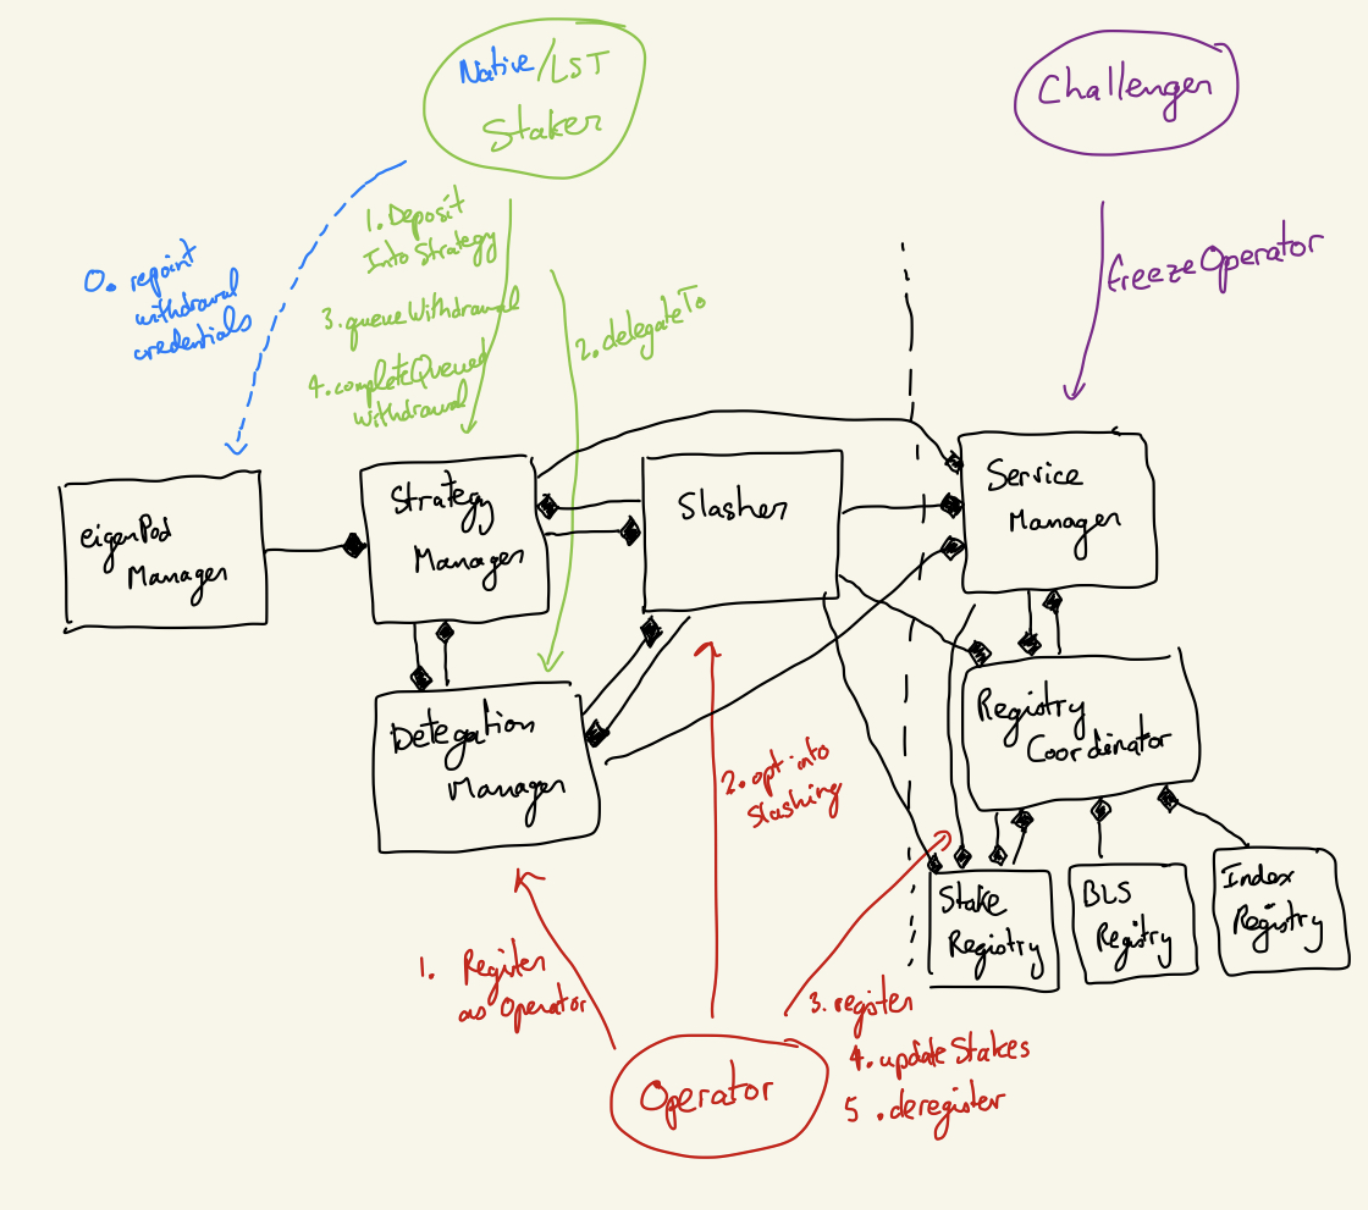 Native/LST
Staker
Challenger
0. repoint
withdrawal
credentials
1. Deposit
Into Strategy
3. queueWithdrawal
4. completeQueued
withdrawal
2. delegateTo
freezeOperator
eigenPod
Manager
Strategy
Manager
Slasher
Service
Manager
Delegation
Manager
Registry
Coordinator
2. opt into
slashing
Stake
Registry
BLS
Registry
Index
Registry
1. Register
as Operator
3. register
4. updateStakes
5. deregister
Operator